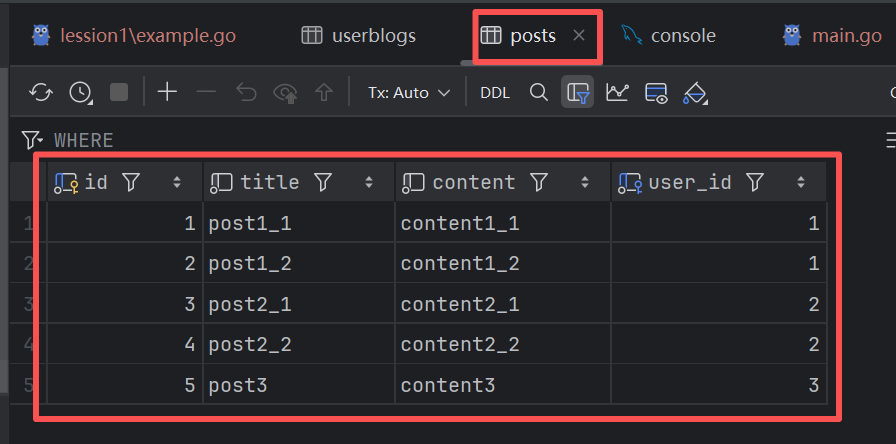 lession1\example.go userblogs posts console main.go
Tx: Auto DDL
WHERE
id title content user_id
1 1 post1_1 content1_1 1
2 2 post1_2 content1_2 1
3 3 post2_1 content2_1 2
4 4 post2_2 content2_2 2
5 5 post3 content3 3